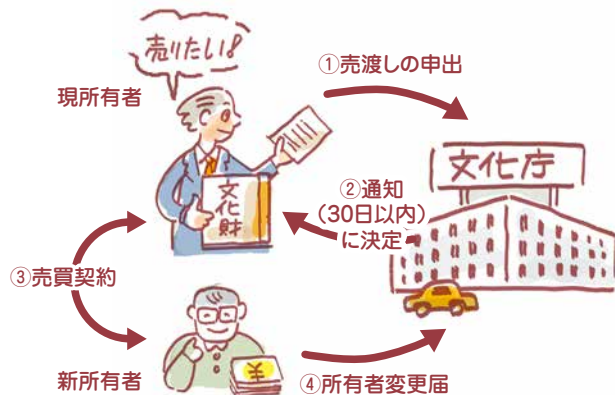 売りたい!
現所有者
①売渡しの申出
文化庁
文化財
②通知
(30日以内)
に決定
③売買契約
新所有者
④所有者変更届